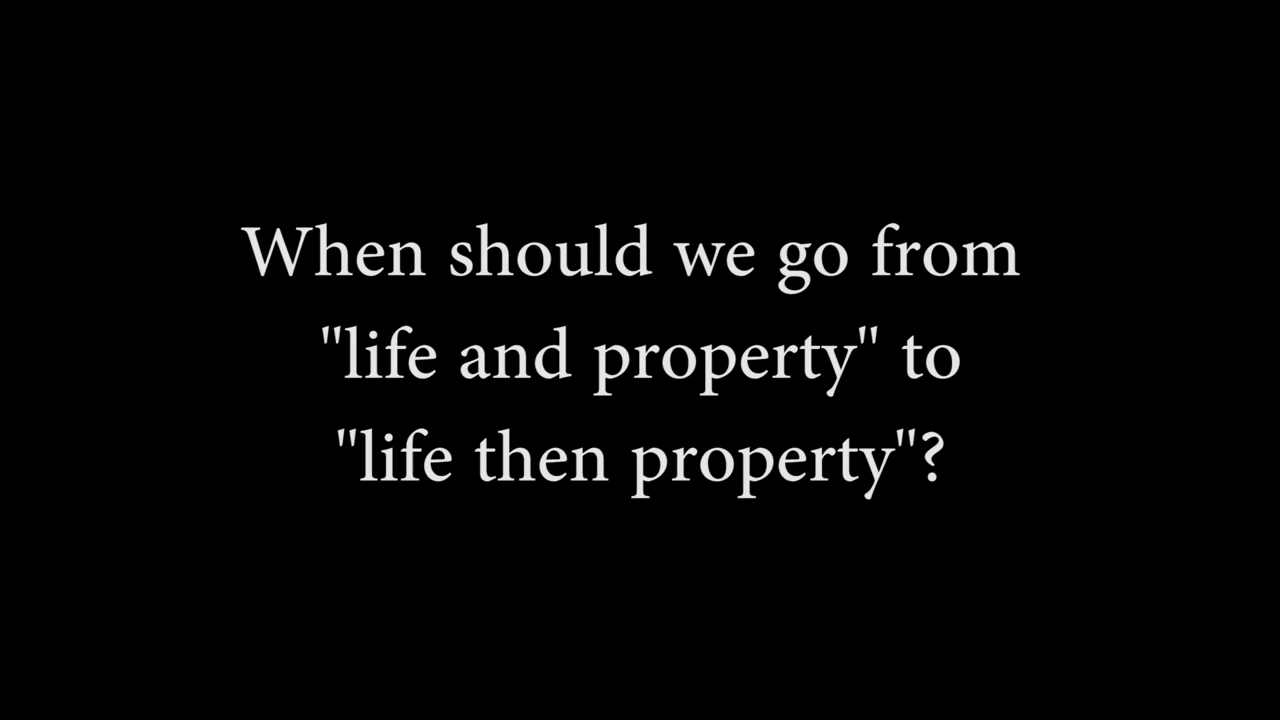 When should we go from
"life and property" to
"life then property"?